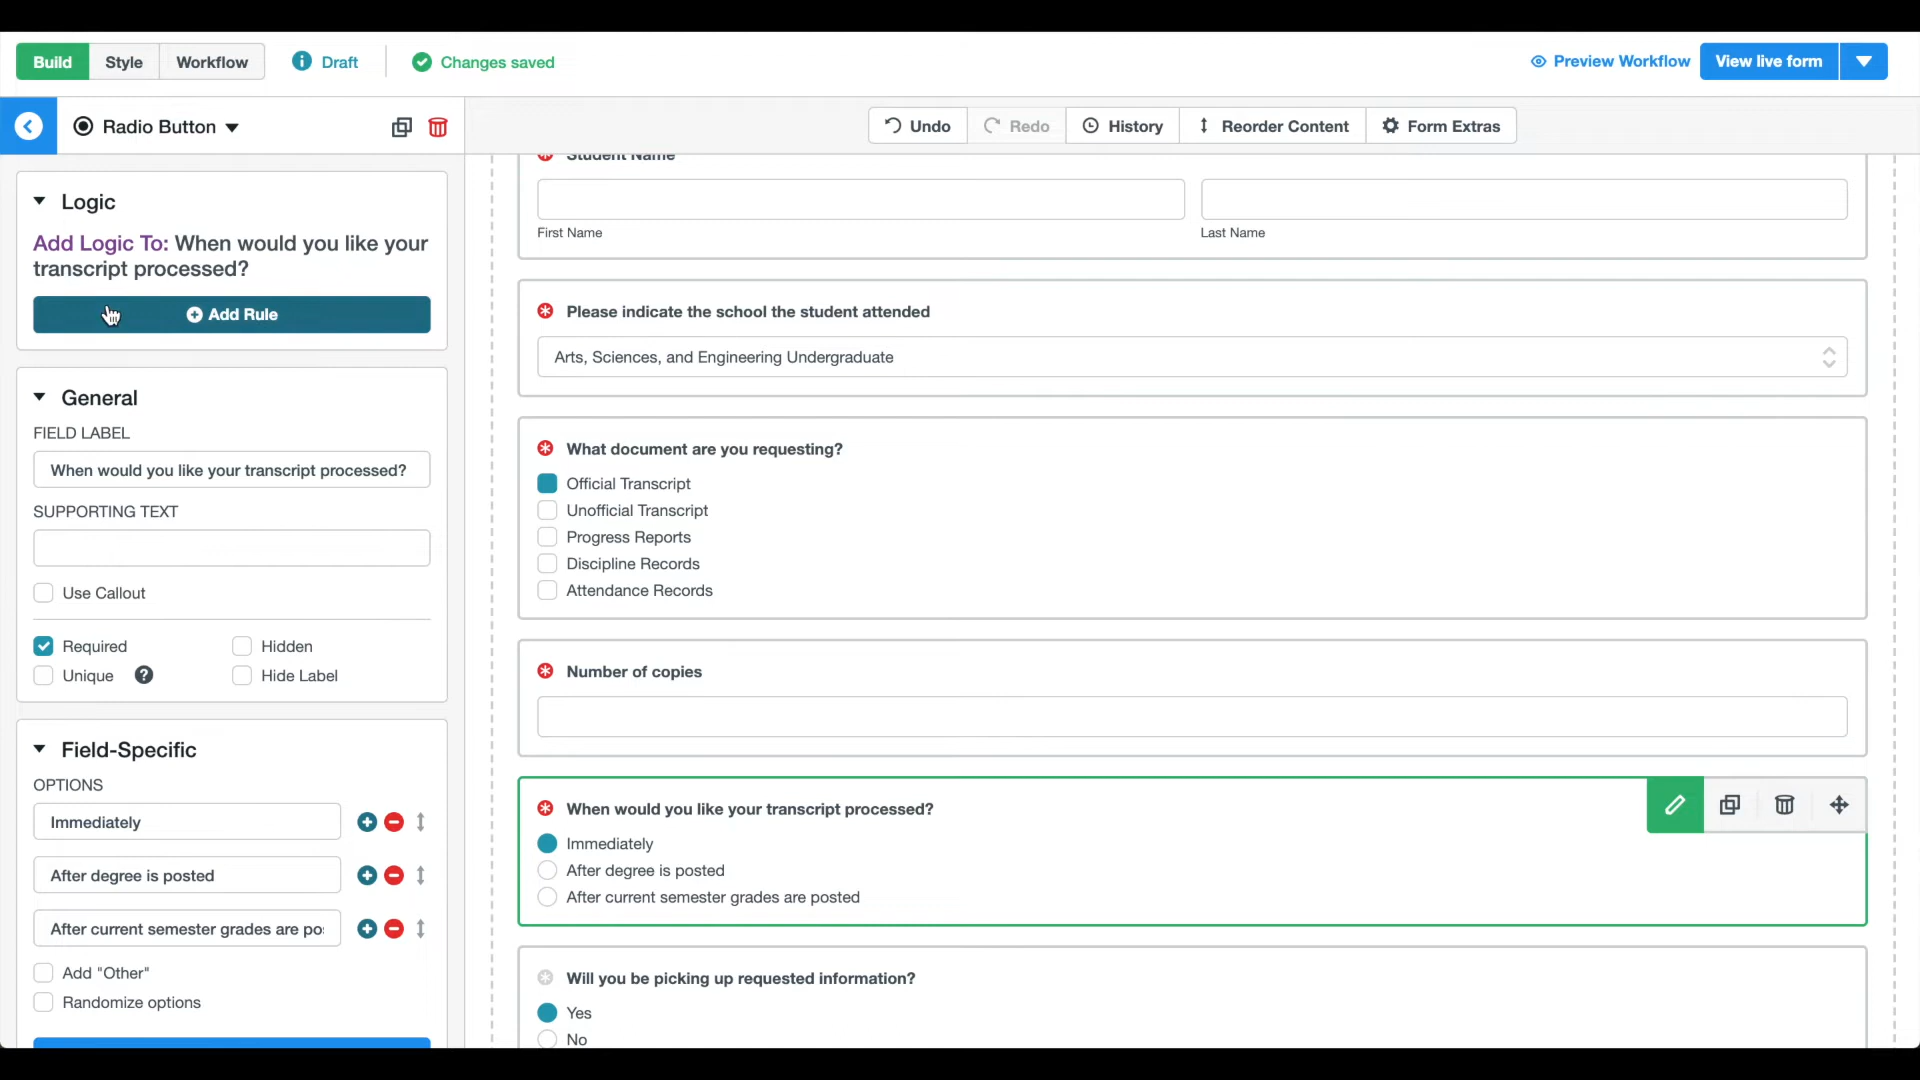 Build Style Workflow Draft Changes saved Preview Workflow View live form
Radio Button Undo Redo History Reorder Content Form Extras
Logic
Add Logic To: When would you like your
transcript processed?
Add Rule
General
FIELD LABEL
When would you like your transcript processed?
SUPPORTING TEXT
Use Callout
Required Hidden
Unique Hide Label
Field-Specific
OPTIONS
Immediately
After degree is posted
After current semester grades are po
Add "Other"
Randomize options
Student Name
First Name Last Name
Please indicate the school the student attended
Arts, Sciences, and Engineering Undergraduate
What document are you requesting?
Official Transcript
Unofficial Transcript
Progress Reports
Discipline Records
Attendance Records
Number of copies
When would you like your transcript processed?
Immediately
After degree is posted
After current semester grades are posted
Will you be picking up requested information?
Yes
No